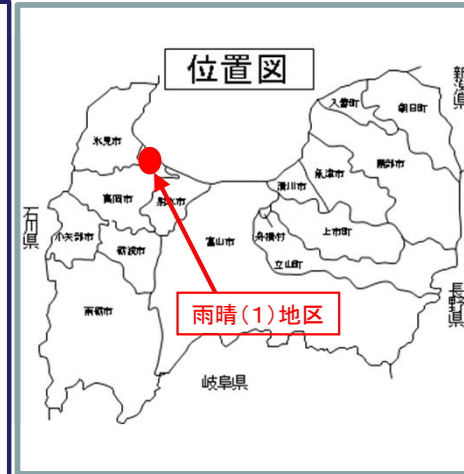 位置図
新潟県
入善町
朝日町
氷見市
黒部市
魚津市
滑川市
高岡市
射水市
石川県
小矢部市
砺波市
富山市
舟橋村
上市町
立山町
南砺市
雨晴(1)地区
長野県
岐阜県